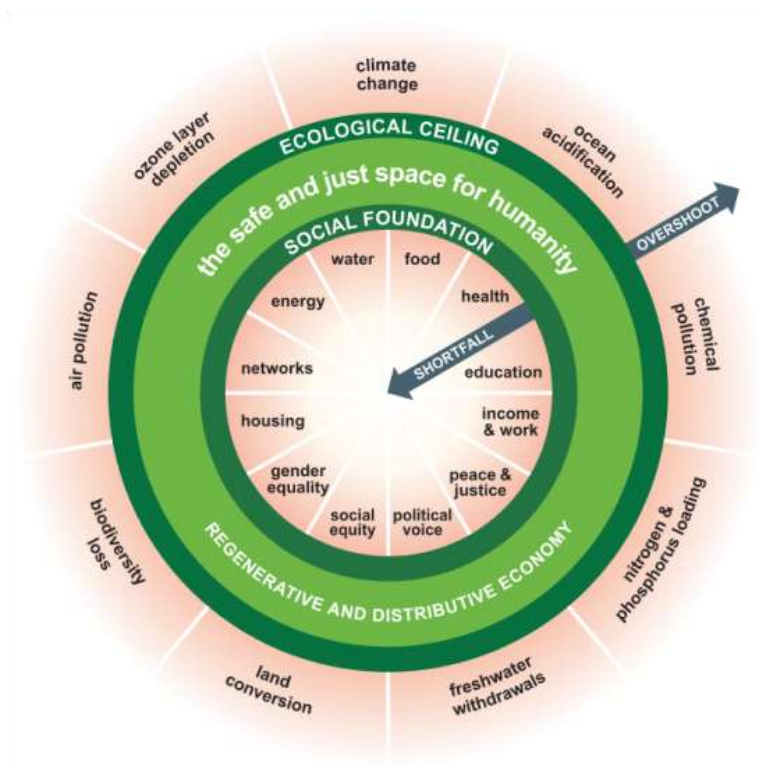 climate
change
ocean
acidification
OVERSHOOT
chemical
pollution
nitrogen &
phosphorus loading
freshwater
withdrawals
land
conversion
biodiversity
loss
air pollution
ozone layer
depletion
ECOLOGICAL CEILING
the safe and just space for humanity
SOCIAL FOUNDATION
water
food
health
SHORTFALL
education
income
& work
peace &
justice
political
voice
social
equity
gender
equality
housing
networks
energy
REGENERATIVE AND DISTRIBUTIVE ECONOMY